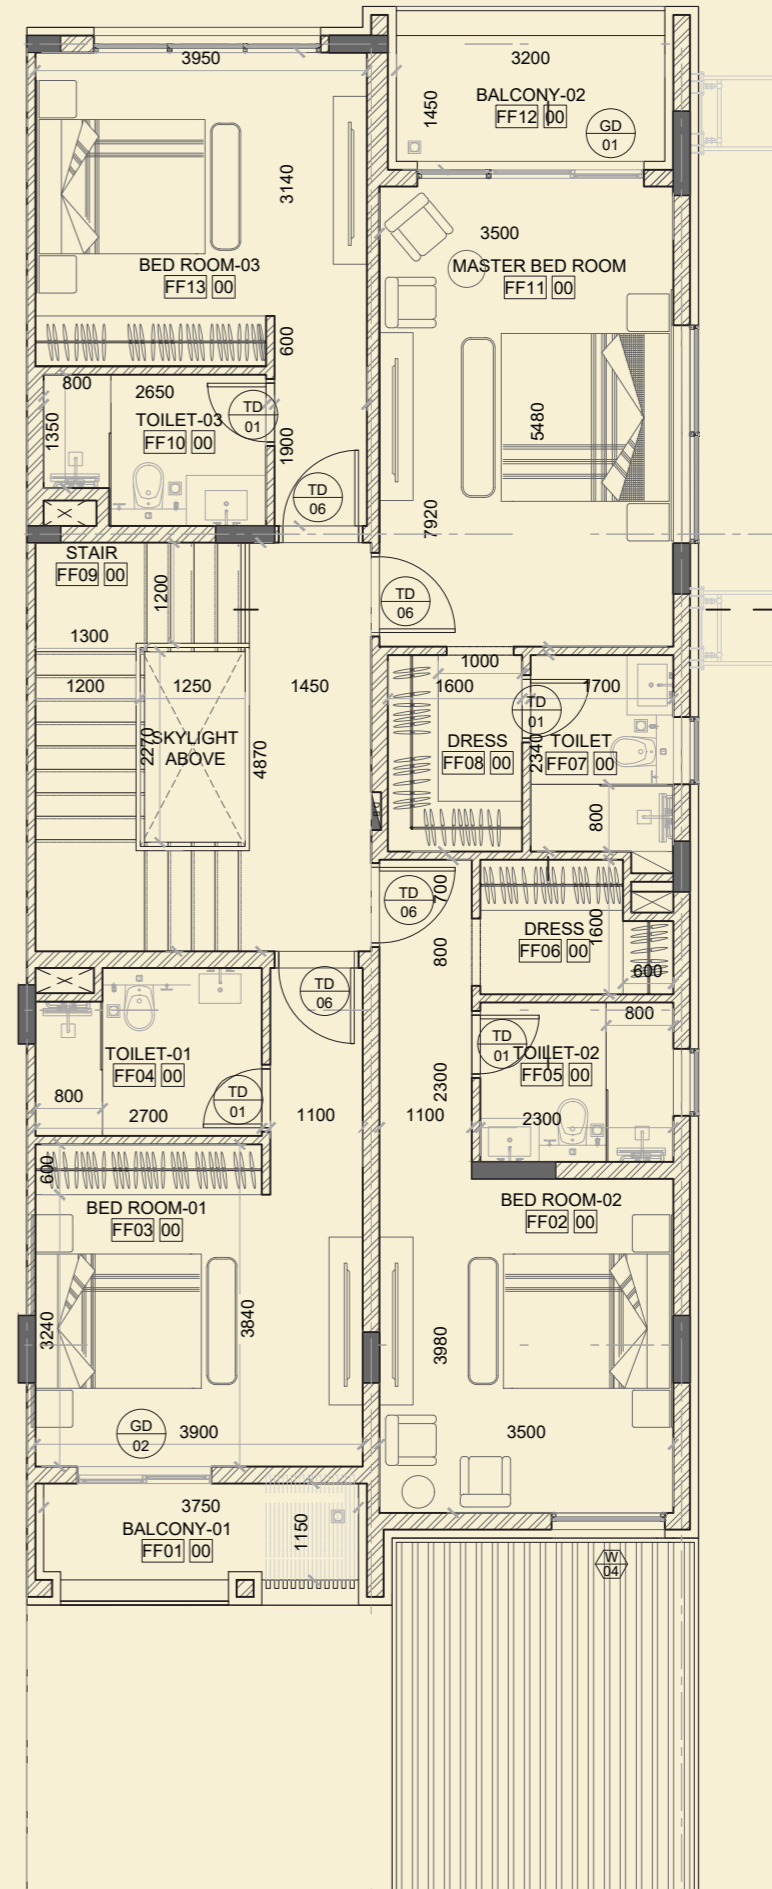 3950
3200
1450
BALCONY-02
FF12 00
GD
01
3140
3500
BED ROOM-03
FF13 00
MASTER BED ROOM
FF11 00
600
800
2650
TD
01
1350
TOILET-03
FF10 00
1900
5480
7920
TD
06
STAIR
FF09 00
1200
TD
06
1300
1000
1200
1250
1450
1600
1700
TD
01
SKYLIGHT
ABOVE
2270
4870
DRESS
FF08 00
2340
TOILET
FF07 00
800
TD
06
700
DRESS
FF06 00
1600
800
600
TD
06
800
TD
01
TOILET-01
FF04 00
TOILET-02
FF05 00
TD
01
800
2700
1100
2300
1100
2300
600
BED ROOM-01
FF03 00
BED ROOM-02
FF02 00
3240
3840
3980
GD
02
3900
3500
3750
BALCONY-01
FF01 00
1150
W
04